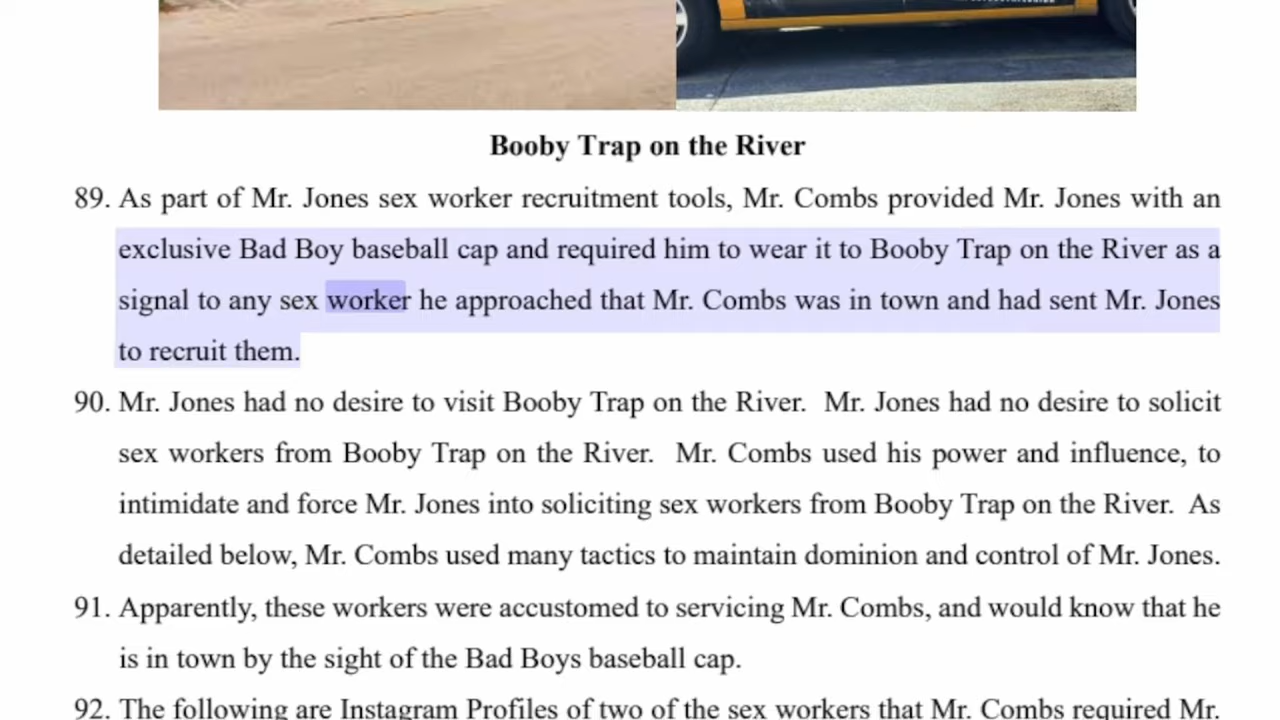 Booby Trap on the River
89. As part of Mr. Jones sex worker recruitment tools, Mr. Combs provided Mr. Jones with an
exclusive Bad Boy baseball cap and required him to wear it to Booby Trap on the River as a
signal to any sex worker he approached that Mr. Combs was in town and had sent Mr. Jones
to recruit them.
90. Mr. Jones had no desire to visit Booby Trap on the River. Mr. Jones had no desire to solicit
sex workers from Booby Trap on the River. Mr. Combs used his power and influence, to
intimidate and force Mr. Jones into soliciting sex workers from Booby Trap on the River. As
detailed below, Mr. Combs used many tactics to maintain dominion and control of Mr. Jones.
91. Apparently, these workers were accustomed to servicing Mr. Combs, and would know that he
is in town by the sight of the Bad Boys baseball cap.
92. The following are Instagram Profiles of two of the sex workers that Mr. Combs required Mr.